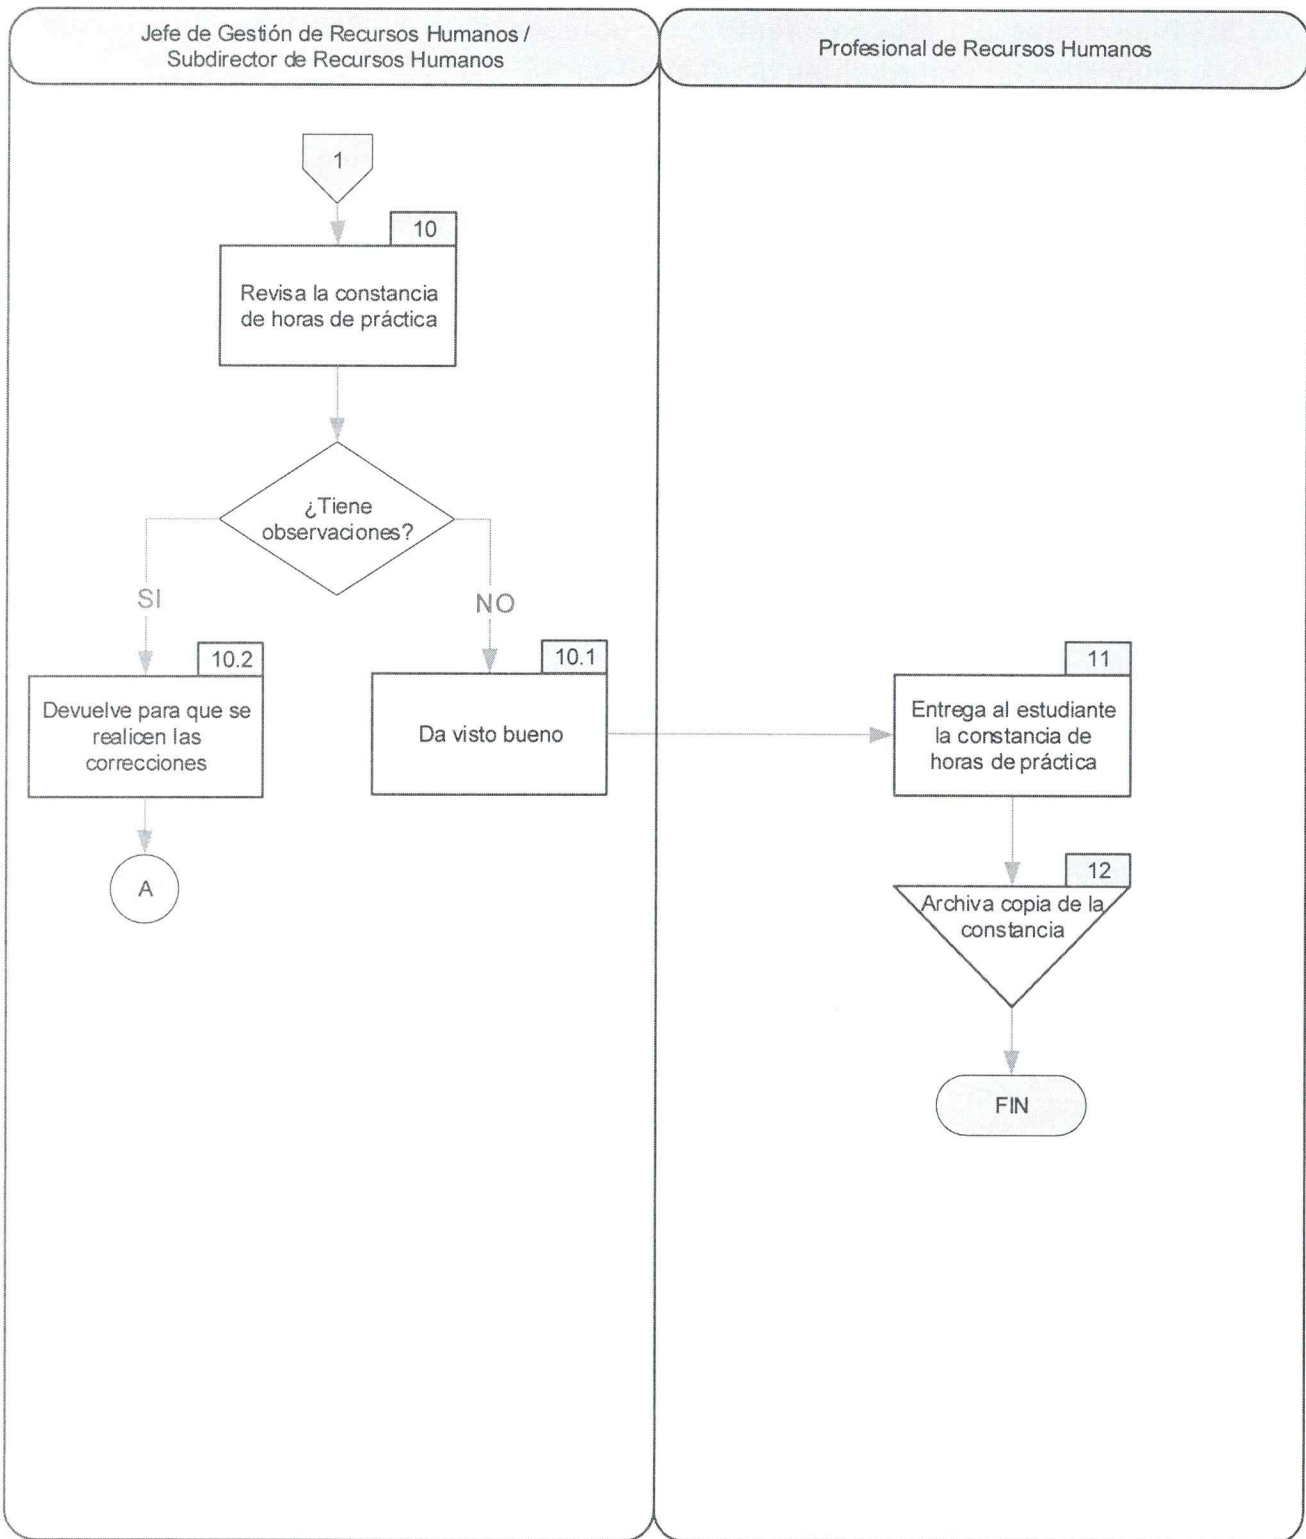 Jefe de Gestión de Recursos Humanos /
Subdirector de Recursos Humanos
Profesional de Recursos Humanos
1
10
Revisa la constancia
de horas de práctica
¿Tiene
observaciones?
SI
NO
10.2
Devuelve para que se
realicen las
correcciones
10.1
Da visto bueno
11
Entrega al estudiante
la constancia de
horas de práctica
A
12
Archiva copia de la
constancia
FIN